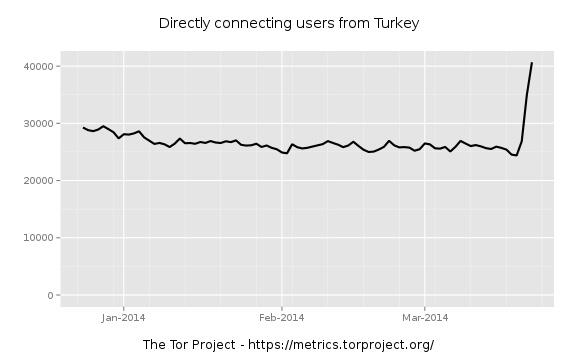 Directly connecting users from Turkey
40000
30000
20000
10000
0
Jan-2014 Feb-2014 Mar-2014
The Tor Project - https://metrics.torproject.org/